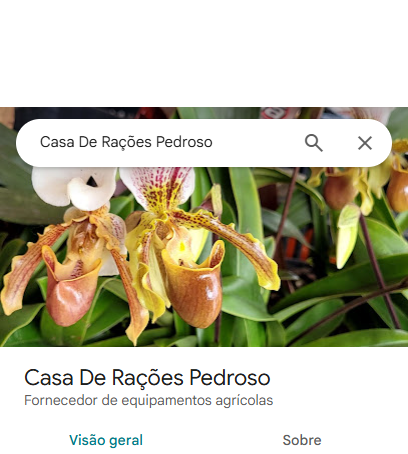 Casa De Rações Pedroso
Casa De Rações Pedroso
Fornecedor de equipamentos agrícolas
Visão geral Sobre